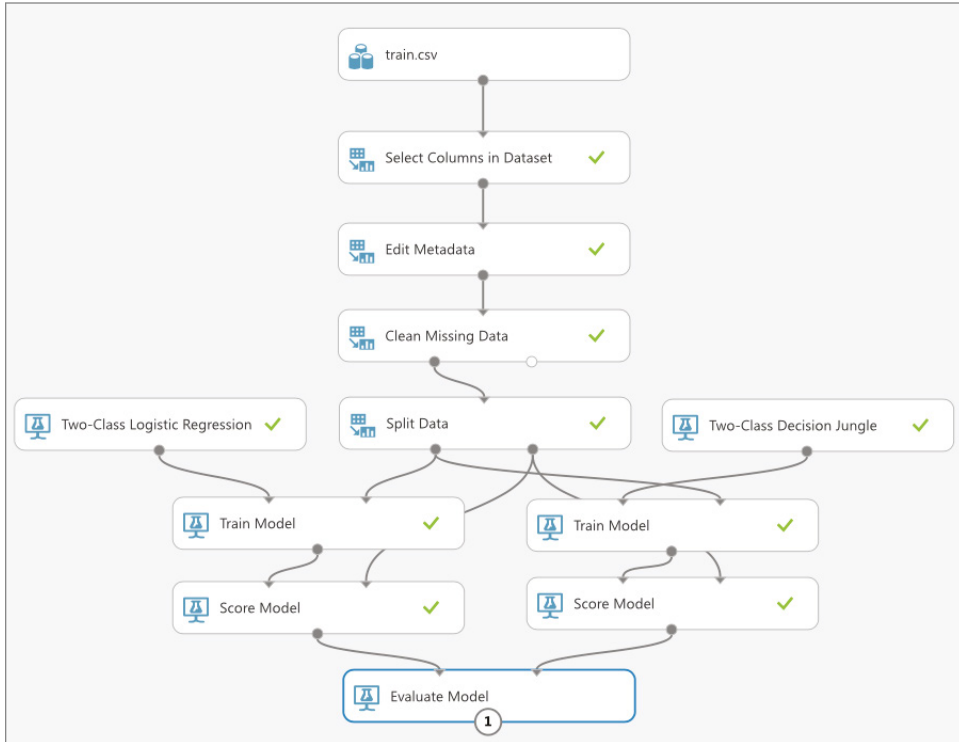 train.csv
Select Columns in Dataset
Edit Metadata
Clean Missing Data
Two-Class Logistic Regression
Split Data
Two-Class Decision Jungle
Train Model
Train Model
Score Model
Score Model
Evaluate Model
1